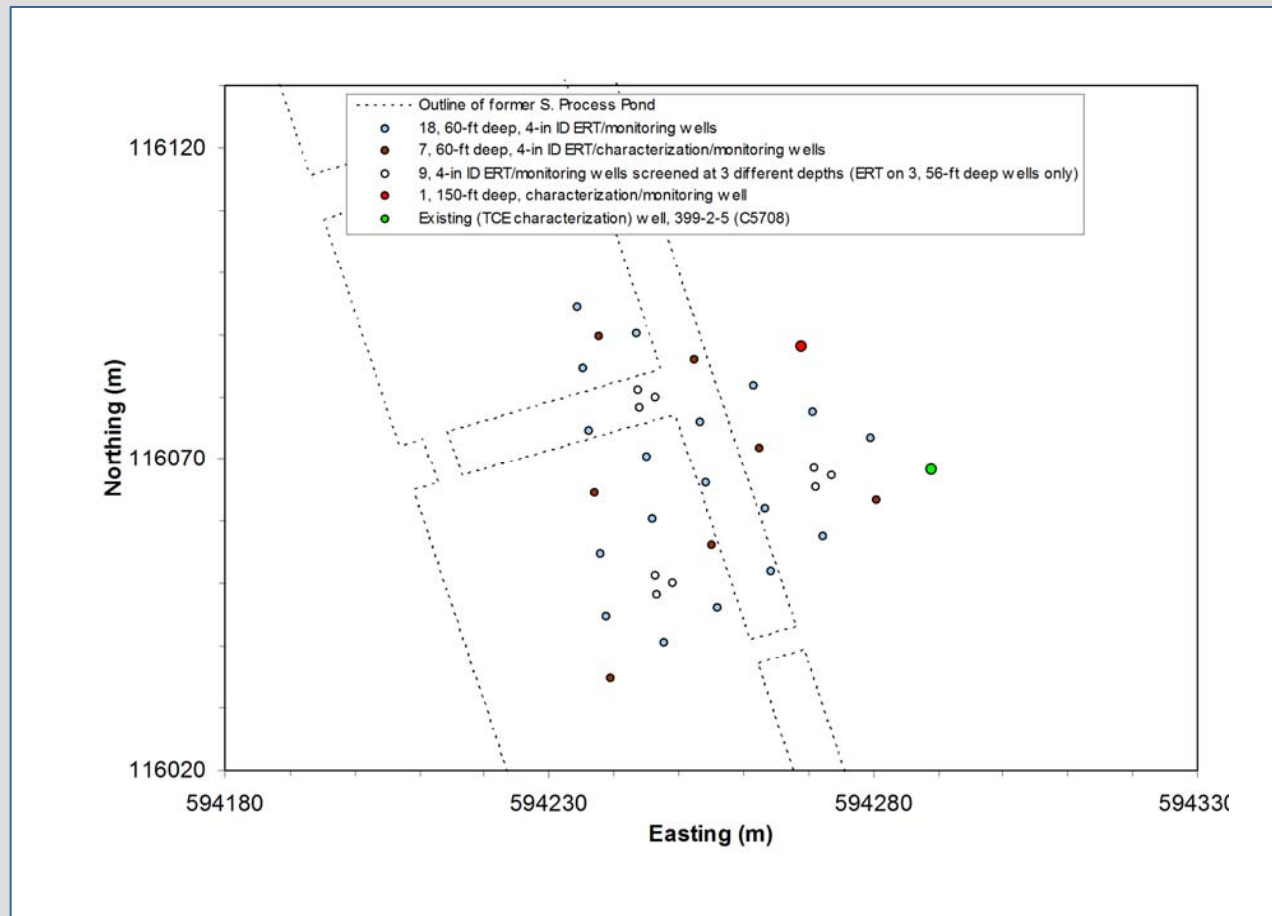 Outline of former S. Process Pond
18, 60-ft deep, 4-in ID ERT/monitoring wells
7, 60-ft deep, 4-in ID ERT/characterization/monitoring wells
9, 4-in ID ERT/monitoring wells screened at 3 different depths (ERT on 3, 56-ft deep wells only)
1, 150-ft deep, characterization/monitoring well
Existing (TCE characterization) well, 399-2-5 (C5708)
116120
116070
116020
Northing (m)
594180 594230 594280 594330
Easting (m)